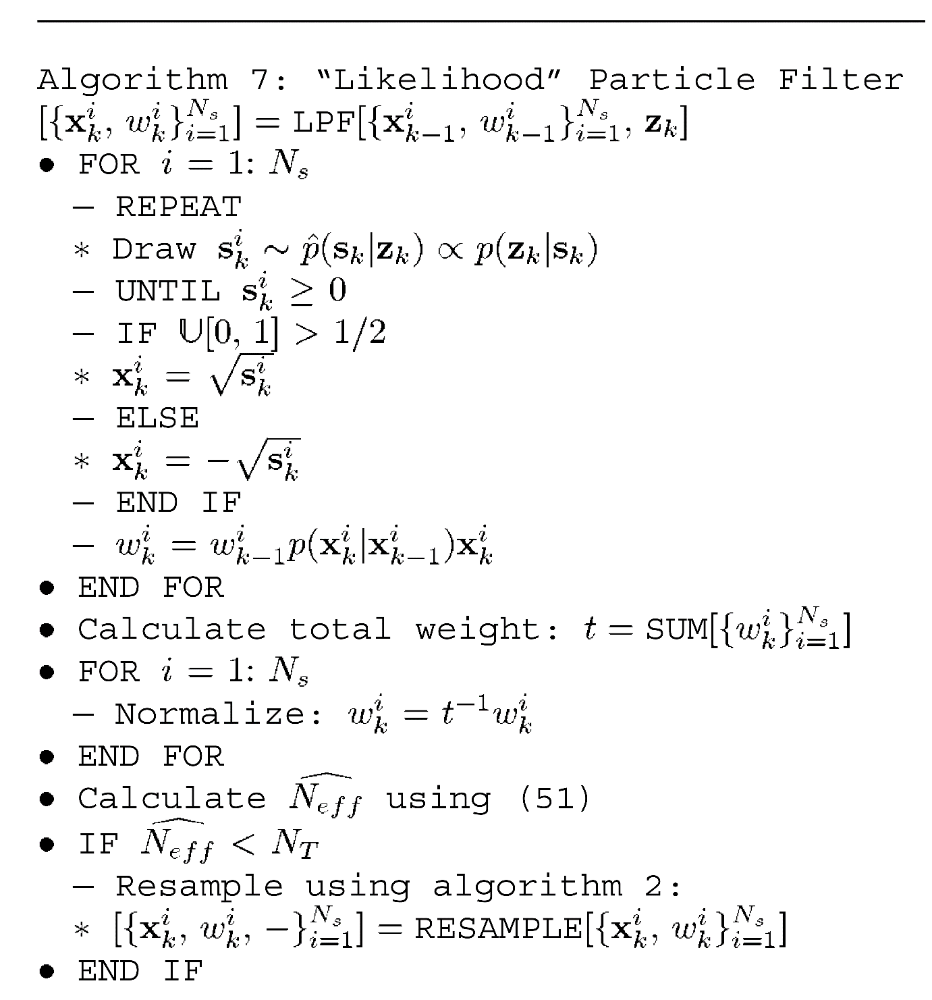 Algorithm 7: “Likelihood” Particle Filter
$[\{\mathbf{x}_k^i, w_k^i\}_{i=1}^{N_s}] = \text{LPF}[\{\mathbf{x}_{k-1}^i, w_{k-1}^i\}_{i=1}^{N_s}, \mathbf{z}_k]$
• FOR $i = 1: N_s$
– REPEAT
* Draw $\mathbf{s}_k^i \sim \hat{p}(\mathbf{s}_k|\mathbf{z}_k) \propto p(\mathbf{z}_k|\mathbf{s}_k)$
– UNTIL $\mathbf{s}_k^i \geq 0$
– IF $\mathbb{U}[0, 1] > 1/2$
* $\mathbf{x}_k^i = \sqrt{\mathbf{s}_k^i}$
– ELSE
* $\mathbf{x}_k^i = -\sqrt{\mathbf{s}_k^i}$
– END IF
– $w_k^i = w_{k-1}^i p(\mathbf{x}_k^i|\mathbf{x}_{k-1}^i)\mathbf{x}_k^i$
• END FOR
• Calculate total weight: $t = \text{SUM}[\{w_k^i\}_{i=1}^{N_s}]$
• FOR $i = 1: N_s$
– Normalize: $w_k^i = t^{-1} w_k^i$
• END FOR
• Calculate $\widehat{N_{eff}}$ using (51)
• IF $\widehat{N_{eff}} < N_T$
– Resample using algorithm 2:
* $[\{\mathbf{x}_k^i, w_k^i, -\}_{i=1}^{N_s}] = \text{RESAMPLE}[\{\mathbf{x}_k^i, w_k^i\}_{i=1}^{N_s}]$
• END IF